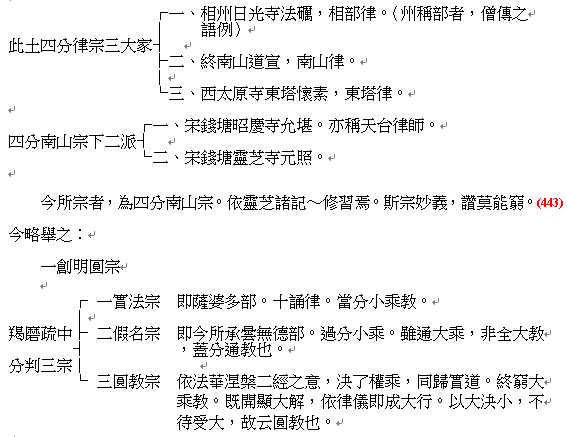 此土四分律宗三大家
一、相州日光寺法礪，相部律。〈州稱部者，僧傳之
語例〉
二、終南山道宣，南山律。
三、西太原寺東塔懷素，東塔律。
四分南山宗下二派
一、宋錢塘昭慶寺允堪。亦稱天台律師。
二、宋錢塘靈芝寺元照。
今所宗者，為四分南山宗。依靈芝諸記～修習焉。斯宗妙義，讚莫能窮。(443)
今略舉之：
一創明圓宗
羯磨疏中
分判三宗
一實法宗　即薩婆多部。十誦律。當分小乘教。
二假名宗　即今所承曇無德部。過分小乘。雖通大乘，非全大教
，蓋分通教也。
三圓教宗　依法華涅槃二經之意，決了權乘，同歸實道。終窮大
乘教。既開顯大解，依律儀即成大行。以大決小，不
待受大，故云圓教也。